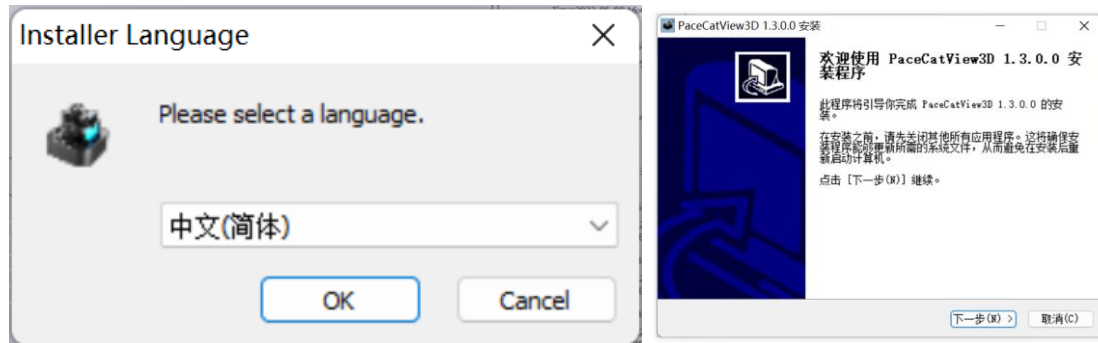 Installer Language
Please select a language.
中文(简体)
OK
Cancel
PaceCatView3D 1.3.0.0 安装
欢迎使用 PaceCatView3D 1.3.0.0 安
装程序
此程序将引导你完成 PaceCatView3D 1.3.0.0 的安
装。
在安装之前，请先关闭其他所有应用程序。这将确保安
装程序能够更新所需的系统文件，从而避免在安装后重
新启动计算机。
点击 [下一步(N)] 继续。
下一步(N) >
取消(C)